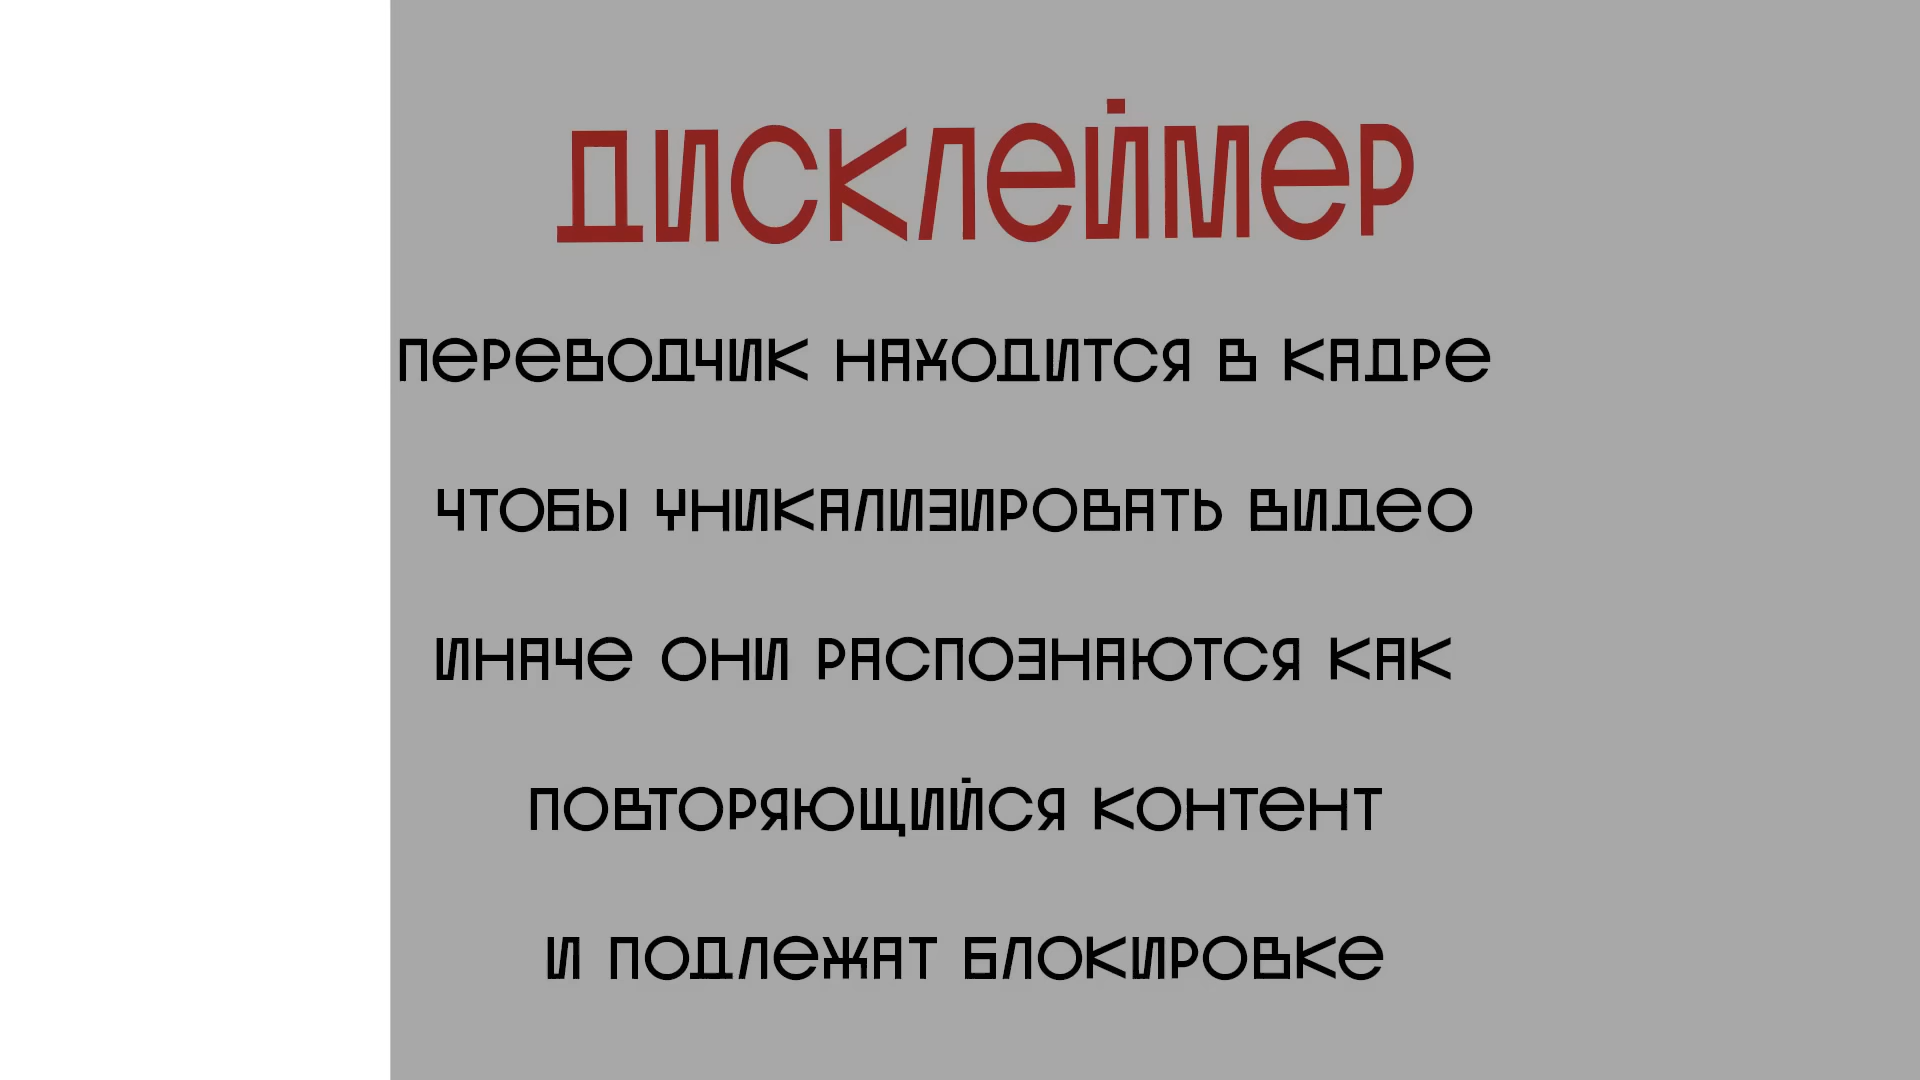 ДИСКЛЕЙМЕР
ПЕРЕВОДЧИК НАХОДИТСЯ В КАДРЕ
ЧТОБЫ УНИКАЛИЗИРОВАТЬ ВИДЕО
ИНАЧЕ ОНИ РАСПОЗНАЮТСЯ КАК
ПОВТОРЯЮЩИЙСЯ КОНТЕНТ
И ПОДЛЕЖАТ БЛОКИРОВКЕ